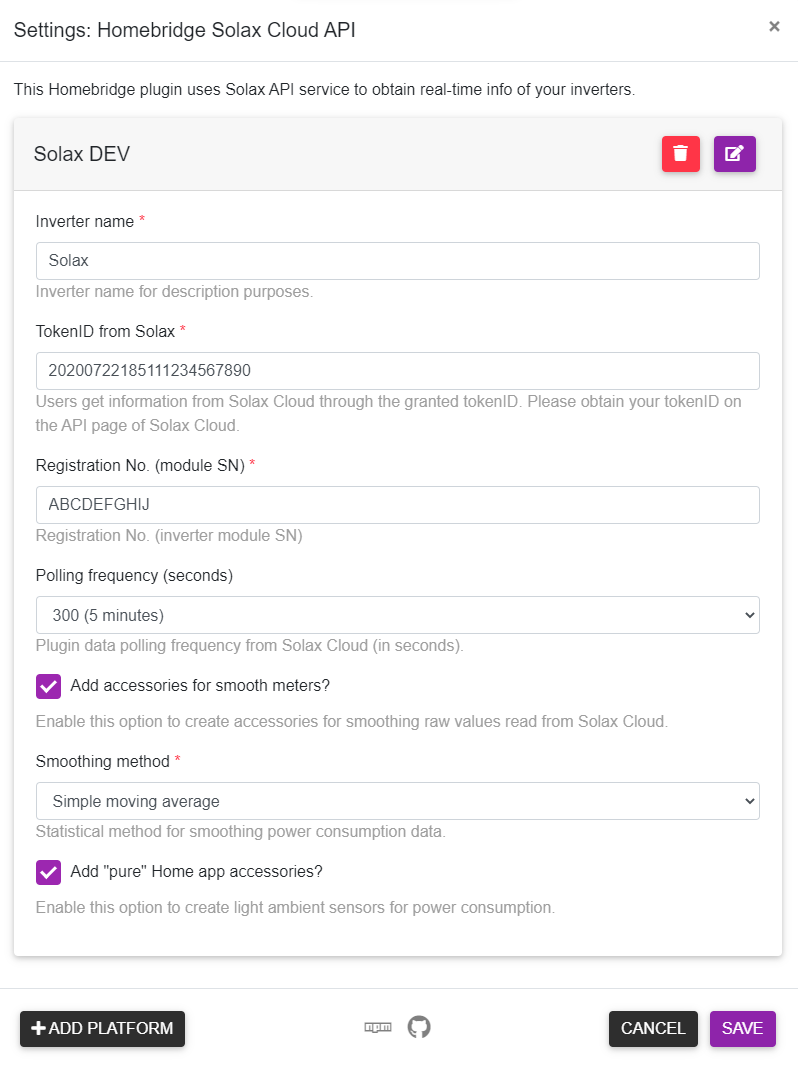 Settings: Homebridge Solax Cloud API
×
This Homebridge plugin uses Solax API service to obtain real-time info of your inverters.
Solax DEV
Inverter name *
Solax
Inverter name for description purposes.
TokenID from Solax *
20200722185111234567890
Users get information from Solax Cloud through the granted tokenID. Please obtain your tokenID on
the API page of Solax Cloud.
Registration No. (module SN) *
ABCDEFGHIJ
Registration No. (inverter module SN)
Polling frequency (seconds)
300 (5 minutes)
Plugin data polling frequency from Solax Cloud (in seconds).
Add accessories for smooth meters?
Enable this option to create accessories for smoothing raw values read from Solax Cloud.
Smoothing method *
Simple moving average
Statistical method for smoothing power consumption data.
Add "pure" Home app accessories?
Enable this option to create light ambient sensors for power consumption.
+ ADD PLATFORM
npm
CANCEL
SAVE